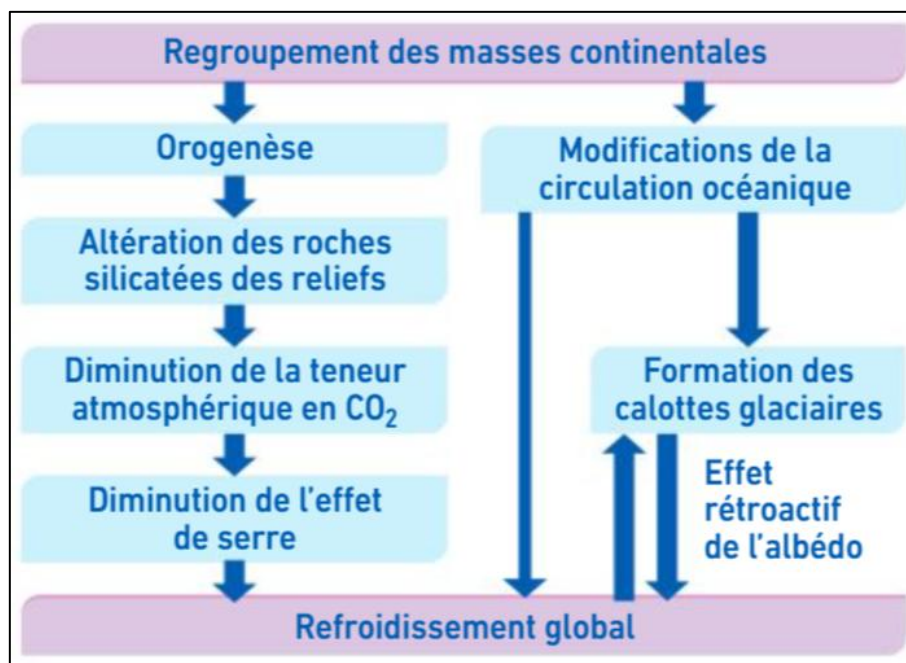 Regroupement des masses continentales
Orogenèse
Altération des roches
silicatées des reliefs
Diminution de la teneur
atmosphérique en CO₂
Diminution de l'effet
de serre
Modifications de la
circulation océanique
Formation des
calottes glaciaires
Effet
rétroactif
de l'albédo
Refroidissement global